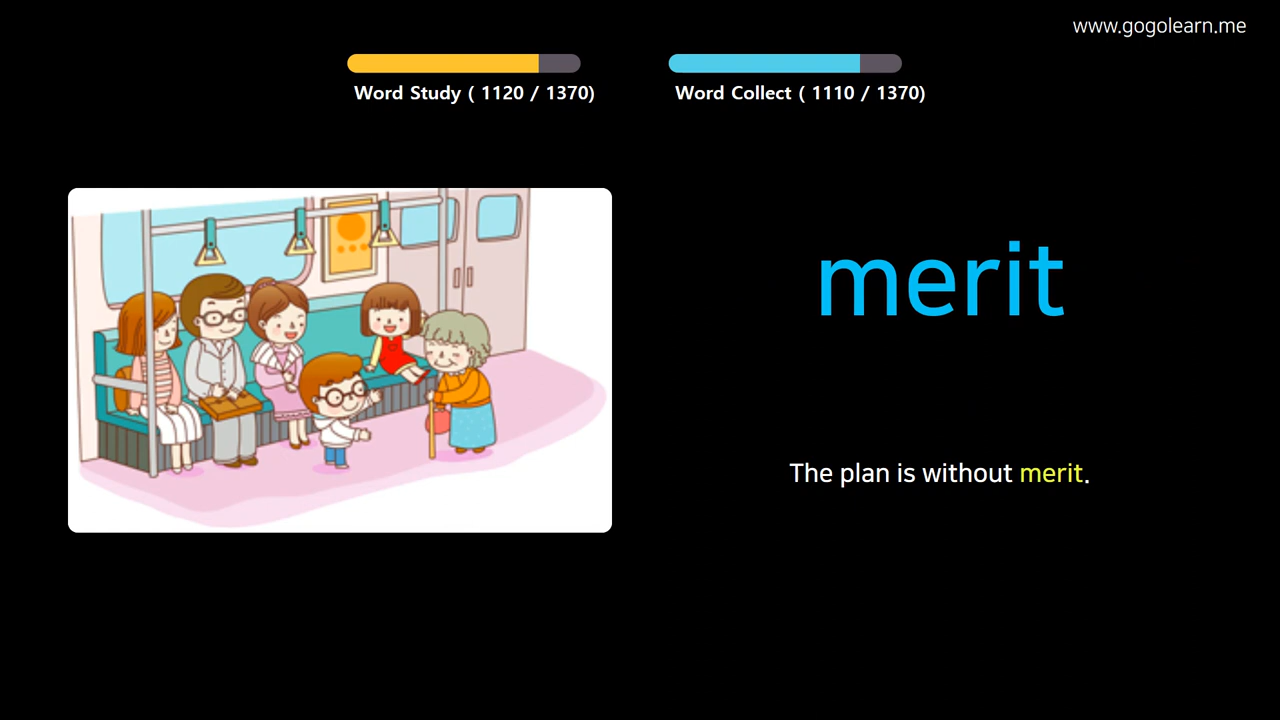 www.gogolearn.me
Word Study ( 1120 / 1370)
Word Collect ( 1110 / 1370)
merit
The plan is without merit.